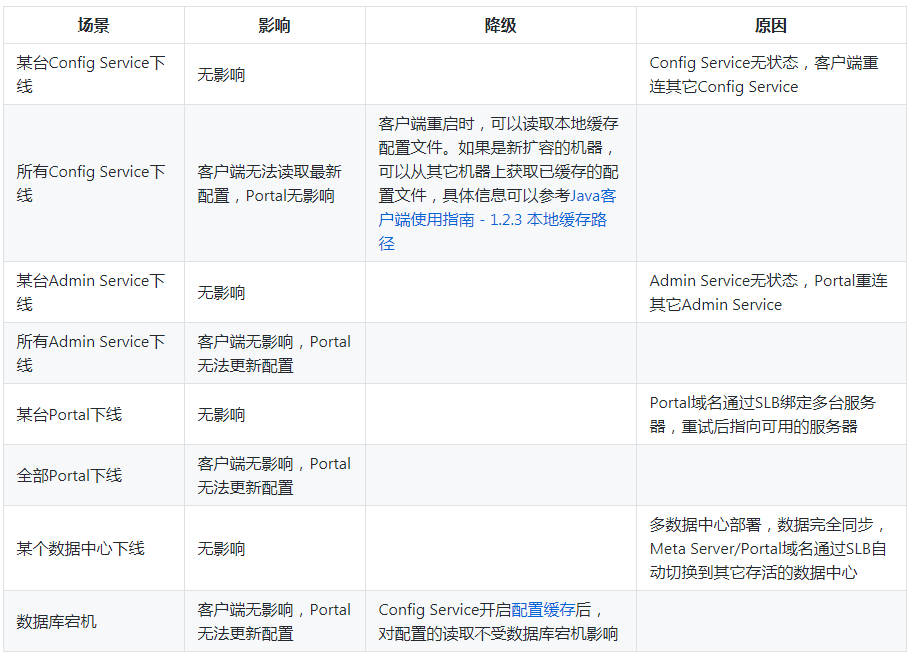 场景 影响 降级 原因
某台Config Service下
线
无影响
Config Service无状态，客户端重
连其它Config Service
所有Config Service下
线
客户端无法读取最新
配置，Portal无影响
客户端重启时，可以读取本地缓存
配置文件。如果是新扩容的机器，
可以从其它机器上获取已缓存的配
置文件，具体信息可以参考Java客
户端使用指南 - 1.2.3 本地缓存路
径
某台Admin Service下
线
无影响
Admin Service无状态，Portal重连
其它Admin Service
所有Admin Service下
线
客户端无影响，Portal
无法更新配置
某台Portal下线
无影响
Portal域名通过SLB绑定多台服务
器，重试后指向可用的服务器
全部Portal下线
客户端无影响，Portal
无法更新配置
某个数据中心下线
无影响
多数据中心部署，数据完全同步，
Meta Server/Portal域名通过SLB自
动切换到其它存活的数据中心
数据库宕机
客户端无影响，Portal
无法更新配置
Config Service开启配置缓存后，
对配置的读取不受数据库宕机影响